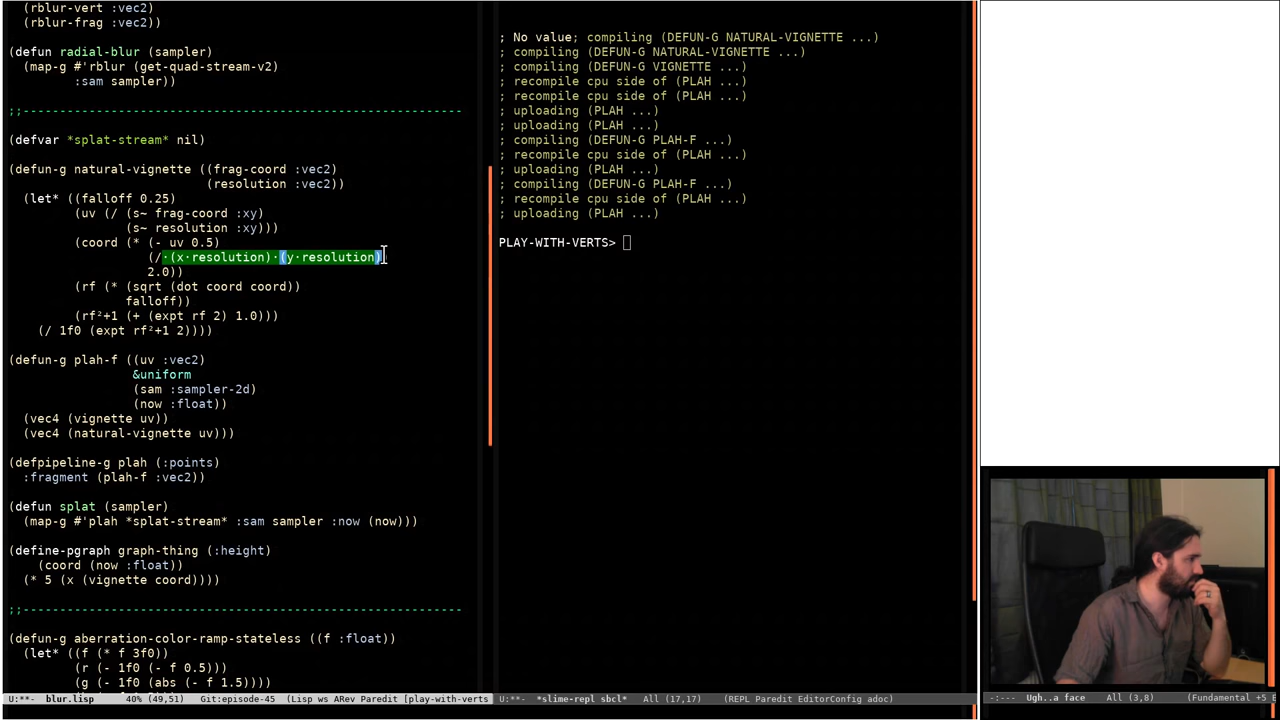 (rblur-vert :vec2)
(rblur-frag :vec2))
(defun radial-blur (sampler)
(map-g #'rblur (get-quad-stream-v2)
:sam sampler))
;;------------------------------------------------------------
(defvar *splat-stream* nil)
(defun-g natural-vignette ((frag-coord :vec2)
(resolution :vec2))
(let* ((falloff 0.25)
(uv (/ (s~ frag-coord :xy)
(s~ resolution :xy)))
(coord (* (- uv 0.5)
(/·(x·resolution)·(y·resolution)
2.0))
(rf (* (sqrt (dot coord coord))
falloff))
(rf²+1 (+ (expt rf 2) 1.0)))
(/ 1f0 (expt rf²+1 2))))
(defun-g plah-f ((uv :vec2)
&uniform
(sam :sampler-2d)
(now :float))
(vec4 (vignette uv))
(vec4 (natural-vignette uv)))
(defpipeline-g plah (:points)
:fragment (plah-f :vec2))
(defun splat (sampler)
(map-g #'plah *splat-stream* :sam sampler :now (now)))
(define-pgraph graph-thing (:height)
(coord (now :float))
(* 5 (x (vignette coord))))
;;------------------------------------------------------------
(defun-g aberration-color-ramp-stateless ((f :float))
(let* ((f (* f 3f0))
(r (- 1f0 (- f 0.5)))
(g (- 1f0 (abs (- f 1.5))))
U:**- blur.lisp 40% (49,51) Git:episode-45 (Lisp ws ARev Paredit [play-with-verts
; No value; compiling (DEFUN-G NATURAL-VIGNETTE ...)
; compiling (DEFUN-G NATURAL-VIGNETTE ...)
; compiling (DEFUN-G VIGNETTE ...)
; recompile cpu side of (PLAH ...)
; recompile cpu side of (PLAH ...)
; uploading (PLAH ...)
; uploading (PLAH ...)
; compiling (DEFUN-G PLAH-F ...)
; recompile cpu side of (PLAH ...)
; uploading (PLAH ...)
; compiling (DEFUN-G PLAH-F ...)
; recompile cpu side of (PLAH ...)
; uploading (PLAH ...)
PLAY-WITH-VERTS>
U:**- *slime-repl sbcl* All (17,17) (REPL Paredit EditorConfig adoc)
-:--- Ugh..a face All (3,8) (Fundamental +5 E